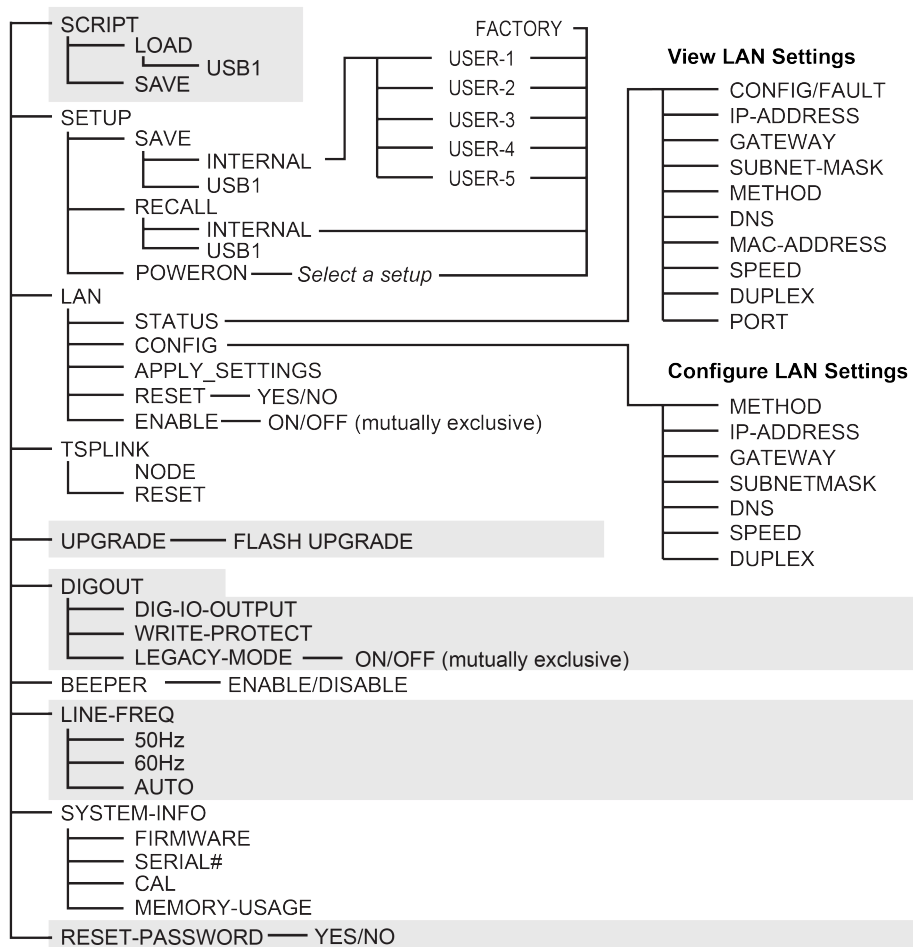 SCRIPT
LOAD
USB1
SAVE
SETUP
SAVE
INTERNAL
USB1
RECALL
INTERNAL
USB1
POWERON
Select a setup
FACTORY
USER-1
USER-2
USER-3
USER-4
USER-5
LAN
STATUS
CONFIG
APPLY_SETTINGS
RESET
YES/NO
ENABLE
ON/OFF (mutually exclusive)
View LAN Settings
CONFIG/FAULT
IP-ADDRESS
GATEWAY
SUBNET-MASK
METHOD
DNS
MAC-ADDRESS
SPEED
DUPLEX
PORT
Configure LAN Settings
METHOD
IP-ADDRESS
GATEWAY
SUBNETMASK
DNS
SPEED
DUPLEX
TSPLINK
NODE
RESET
UPGRADE
FLASH UPGRADE
DIGOUT
DIG-IO-OUTPUT
WRITE-PROTECT
LEGACY-MODE
ON/OFF (mutually exclusive)
BEEPER
ENABLE/DISABLE
LINE-FREQ
50Hz
60Hz
AUTO
SYSTEM-INFO
FIRMWARE
SERIAL#
CAL
MEMORY-USAGE
RESET-PASSWORD
YES/NO